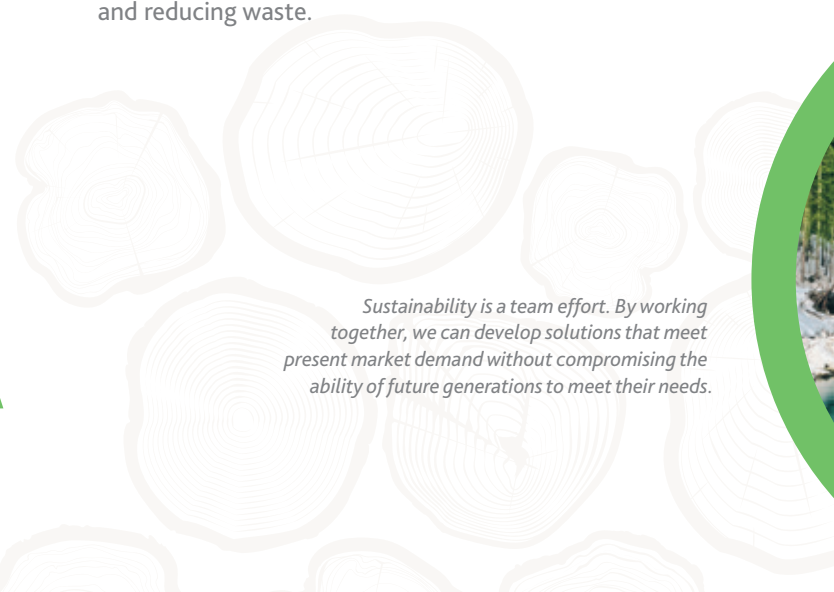 and reducing waste.
Sustainability is a team effort. By working
together, we can develop solutions that meet
present market demand without compromising the
ability of future generations to meet their needs.